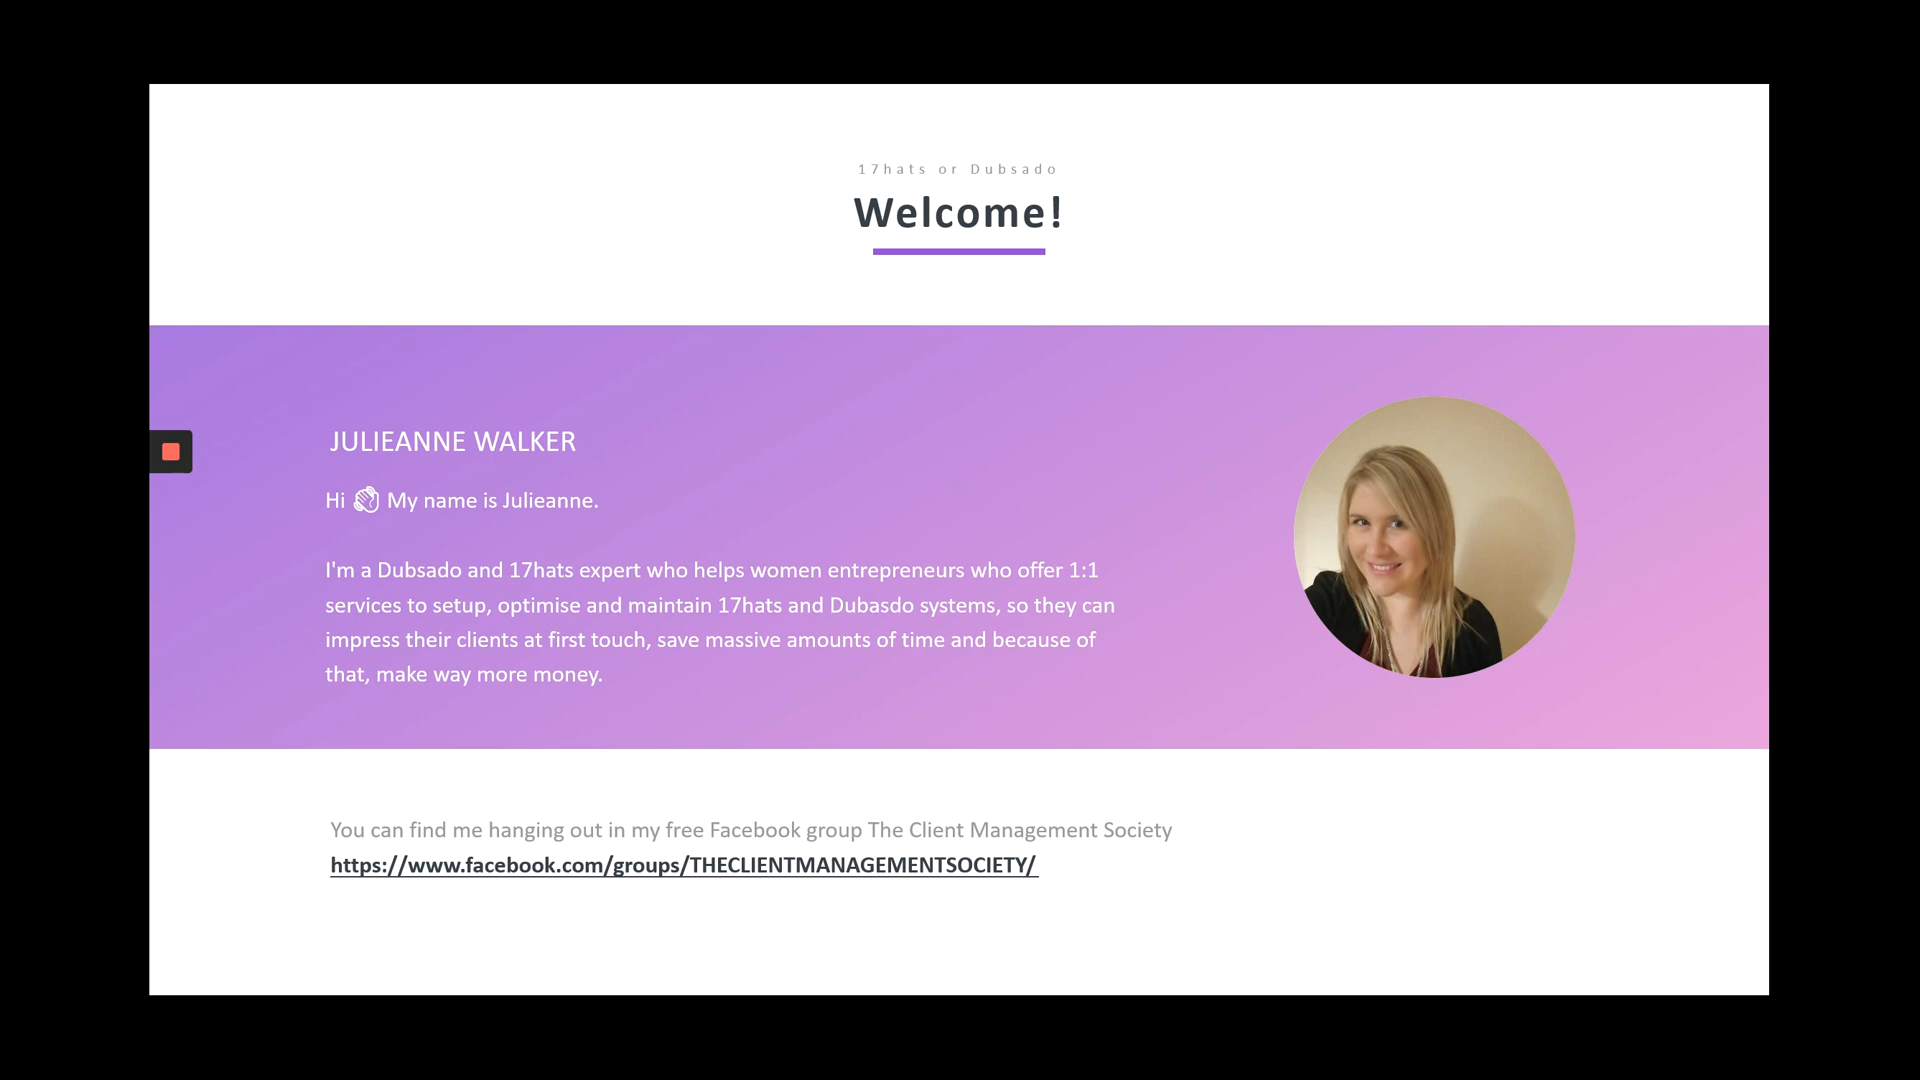 17hats or Dubsado
Welcome!
JULIEANNE WALKER
Hi 👋 My name is Julieanne.
I'm a Dubsado and 17hats expert who helps women entrepreneurs who offer 1:1
services to setup, optimise and maintain 17hats and Dubasdo systems, so they can
impress their clients at first touch, save massive amounts of time and because of
that, make way more money.
You can find me hanging out in my free Facebook group The Client Management Society
https://www.facebook.com/groups/THECLIENTMANAGEMENTSOCIETY/